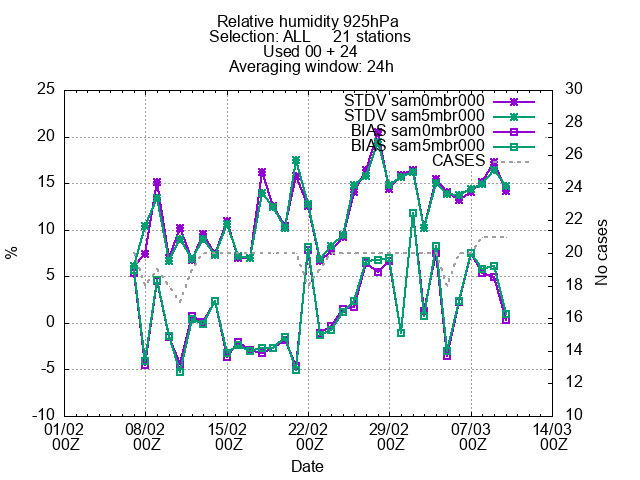 Relative humidity 925hPa
Selection: ALL 21 stations
Used 00 + 24
Averaging window: 24h
STDV sam0mbr000
STDV sam5mbr000
BIAS sam0mbr000
BIAS sam5mbr000
CASES
25
20
15
10
5
0
-5
-10
%
30
28
26
24
22
20
18
16
14
12
10
No cases
01/02 08/02 15/02 22/02 29/02 07/03 14/03
00Z 00Z 00Z 00Z 00Z 00Z 00Z
Date